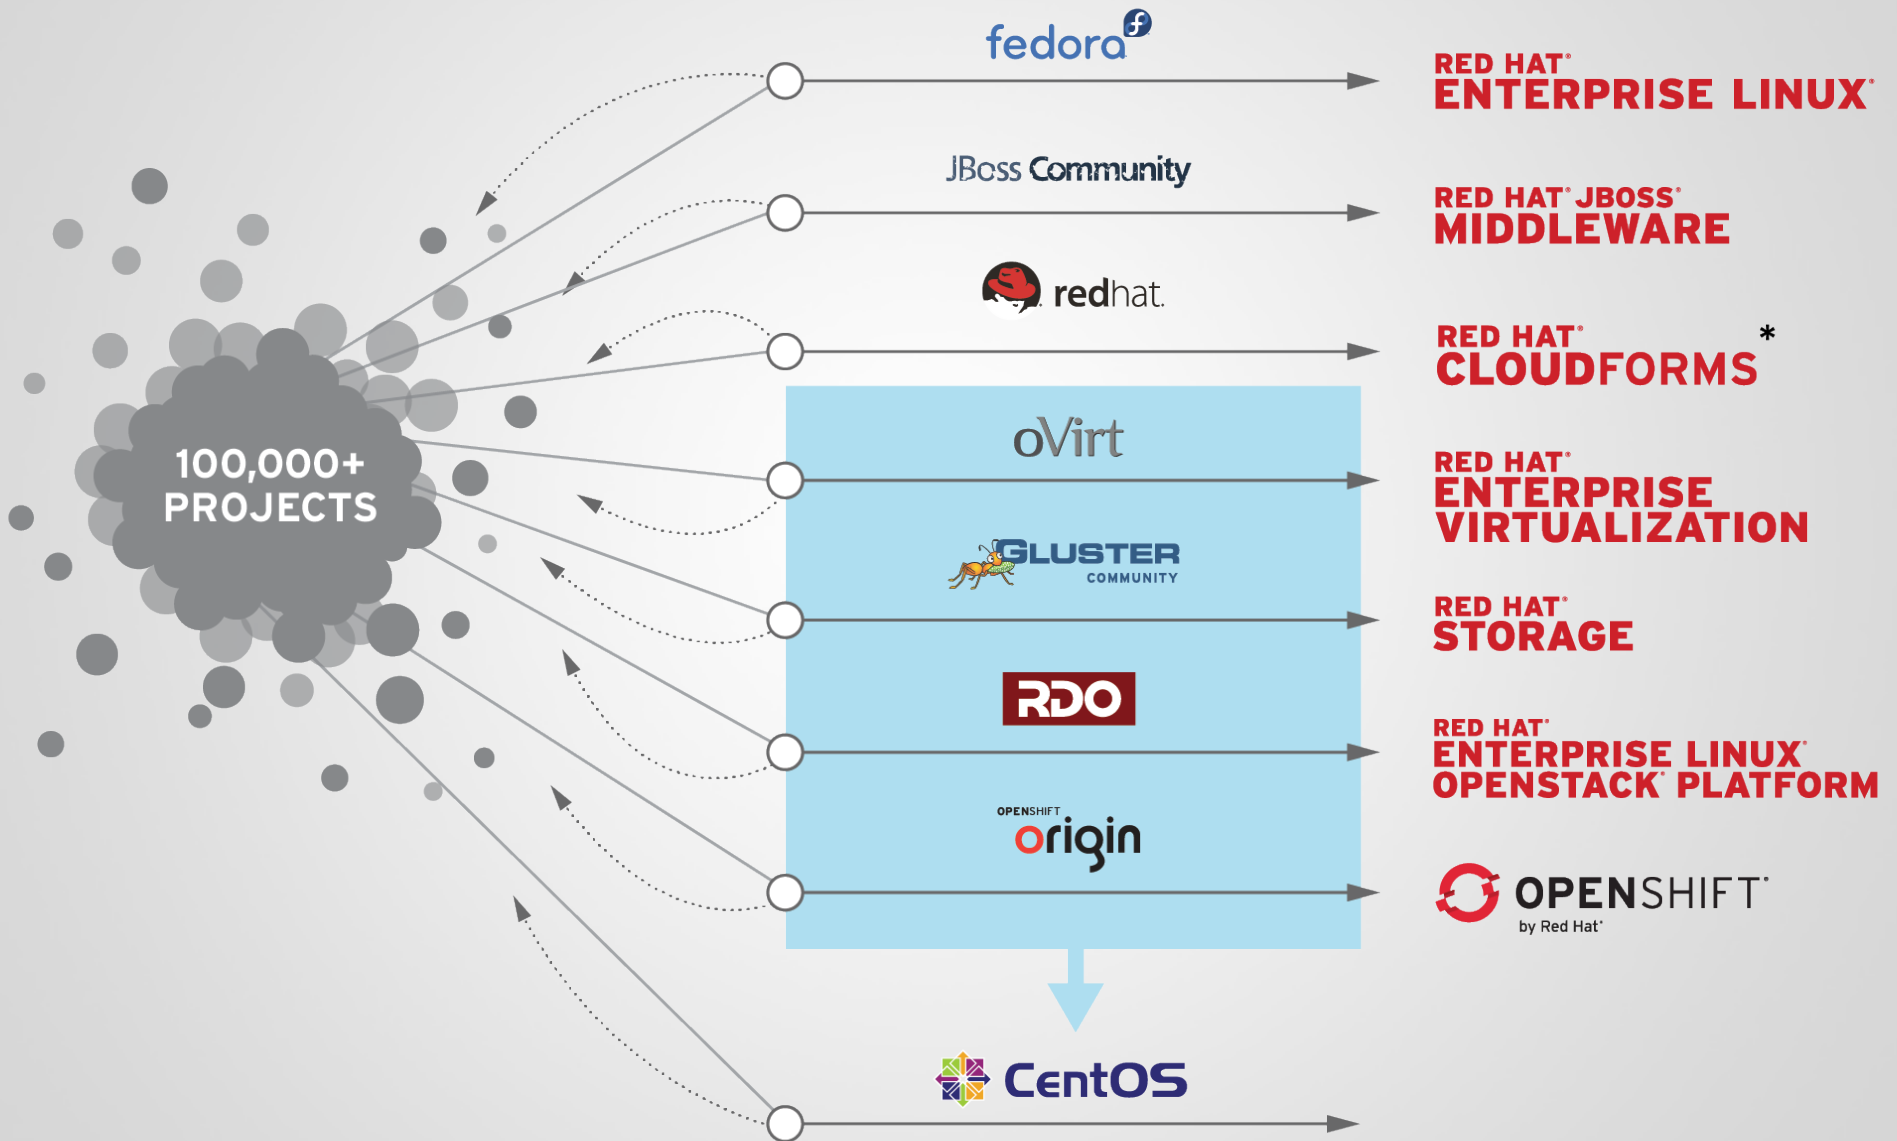 100,000+
PROJECTS
fedora
RED HAT®
ENTERPRISE LINUX®
JBoss Community
RED HAT® JBOSS®
MIDDLEWARE
redhat.
RED HAT®
CLOUDFORMS*
oVirt
RED HAT®
ENTERPRISE
VIRTUALIZATION
GLUSTER
COMMUNITY
RED HAT®
STORAGE
RDO
RED HAT®
ENTERPRISE LINUX®
OPENSTACK® PLATFORM
OPENSHIFT
origin
OPENSHIFT®
by Red Hat®
CentOS